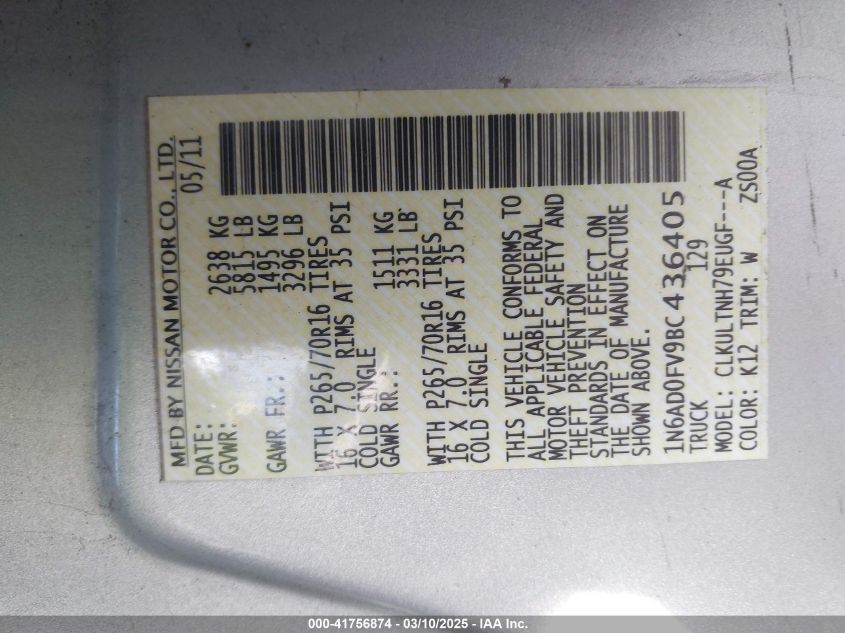 MFD BY NISSAN MOTOR CO., LTD.
DATE: 05/11
GVWR: 2638 KG
5815 LB
GAWR FR.: 1495 KG
3296 LB
WITH P265/70R16 TIRES
16 X 7.0 RIMS AT 35 PSI
COLD SINGLE
GAWR RR.: 1511 KG
3331 LB
WITH P265/70R16 TIRES
16 X 7.0 RIMS AT 35 PSI
COLD SINGLE
THIS VEHICLE CONFORMS TO
ALL APPLICABLE FEDERAL
MOTOR VEHICLE SAFETY AND
THEFT PREVENTION
STANDARDS IN EFFECT ON
THE DATE OF MANUFACTURE
SHOWN ABOVE.
1N6AD0FV9BC436405
TRUCK 129
MODEL: CLKULTNH79EUGF---A
COLOR: K12 TRIM: W ZS00A
000-41756874 - 03/10/2025 - IAA Inc.